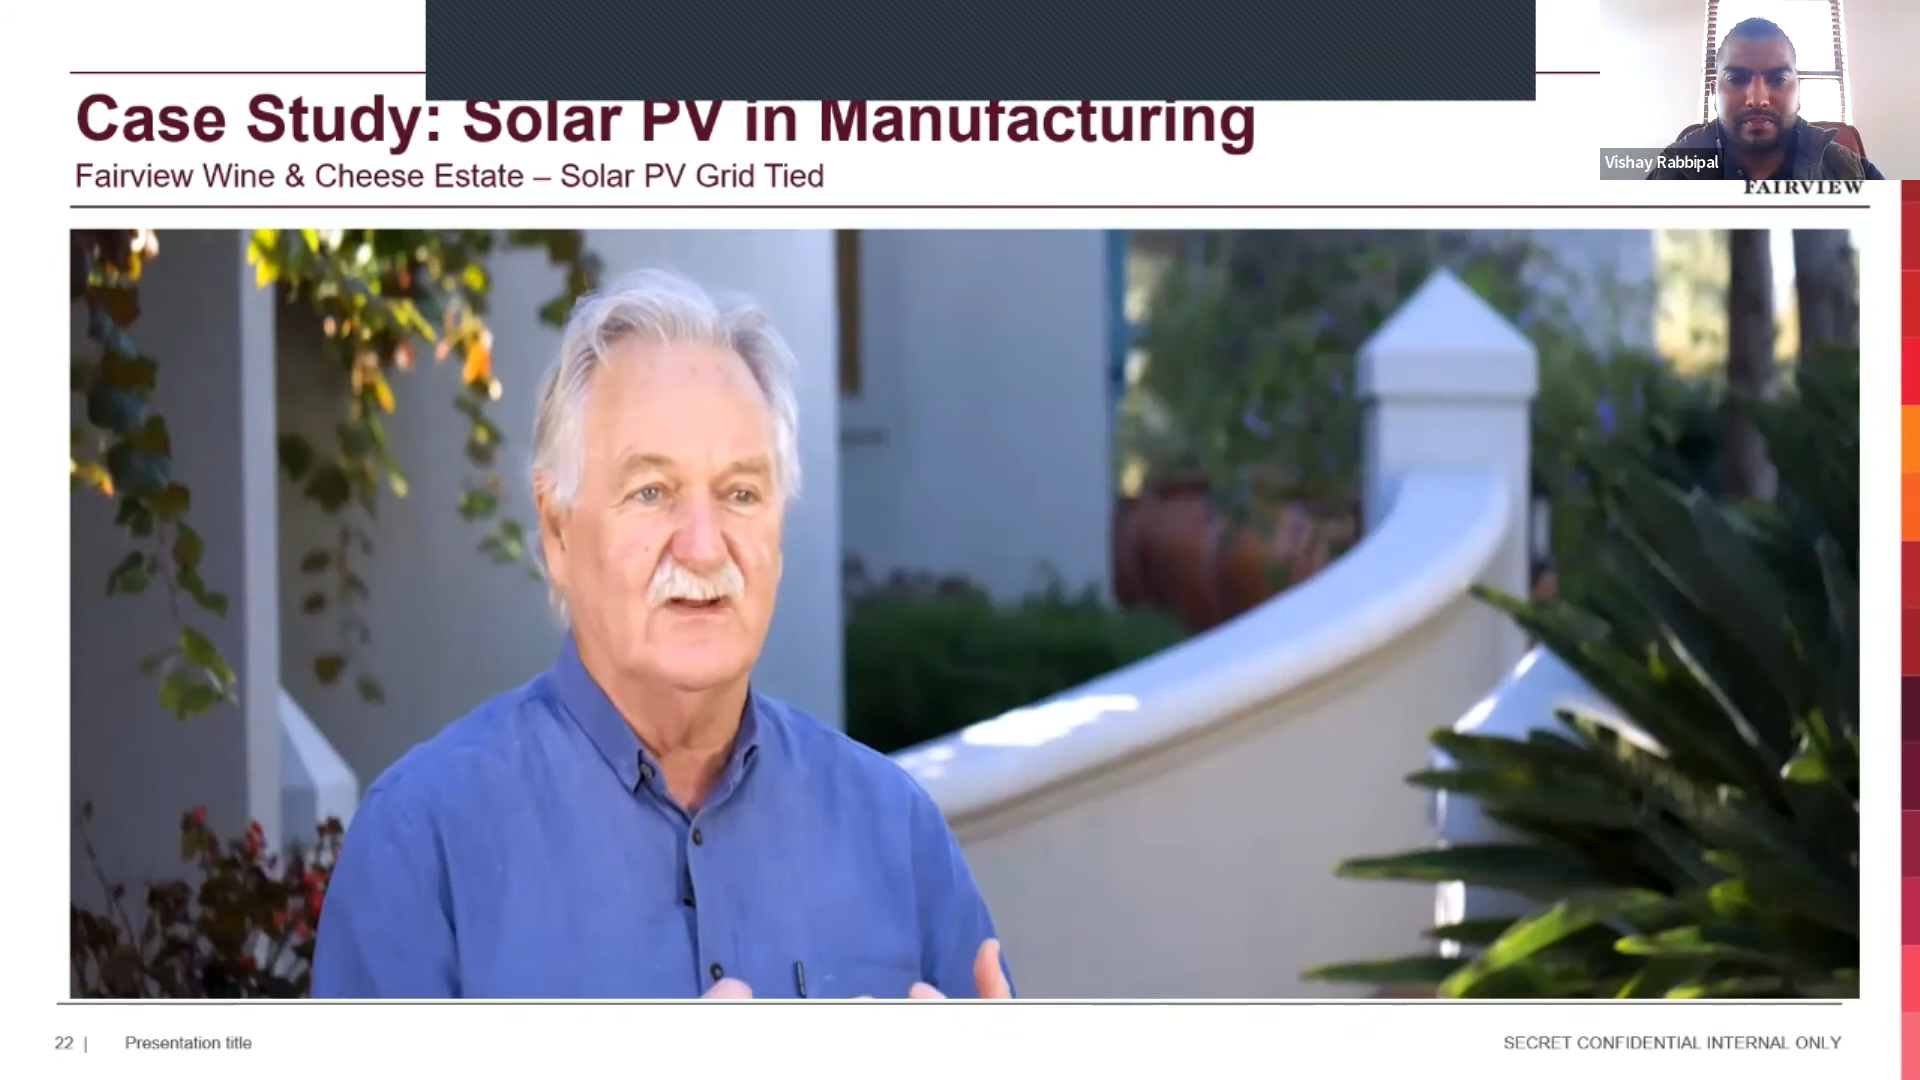 Case Study: Solar PV in Manufacturing
Fairview Wine & Cheese Estate – Solar PV Grid Tied
Vishay Rabbipal
FAIRVIEW
22 |
Presentation title
SECRET CONFIDENTIAL INTERNAL ONLY